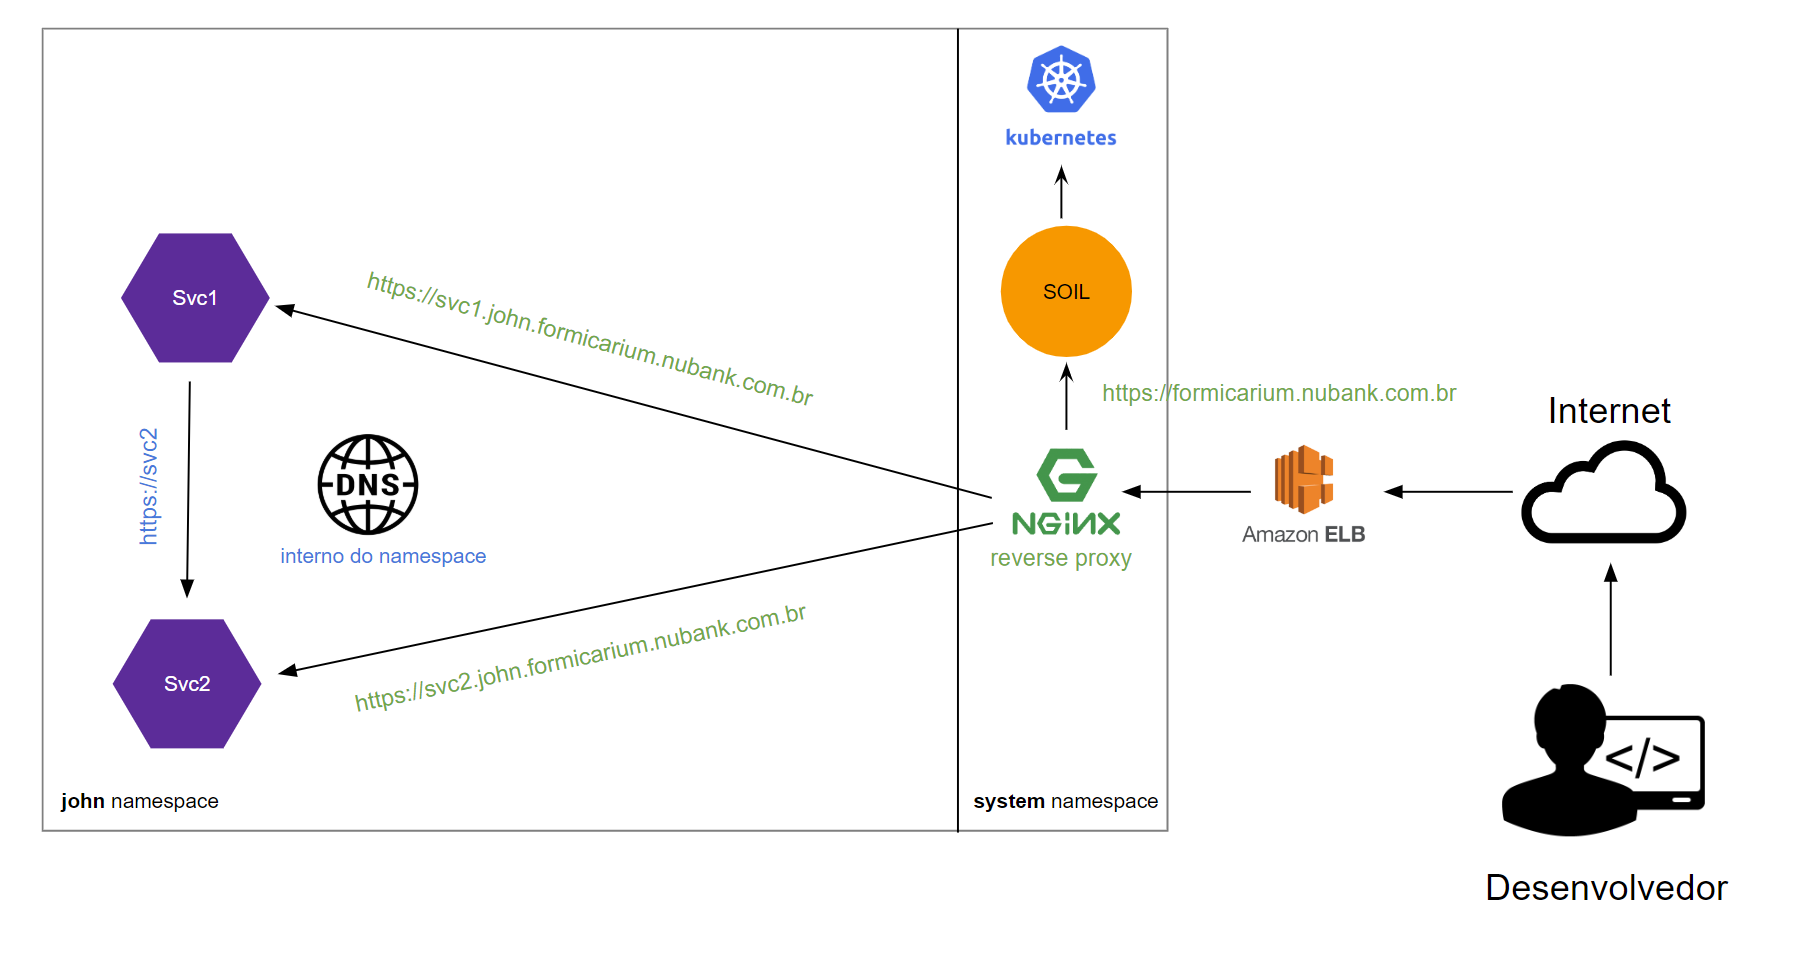 kubernetes
SOIL
Svc1
https://svc1.john.formicarium.nubank.com.br
https://formicarium.nubank.com.br
Internet
https://svc2
DNS
interno do namespace
NGiNX
reverse proxy
Amazon ELB
https://svc2.john.formicarium.nubank.com.br
Svc2
</>
john namespace
system namespace
Desenvolvedor